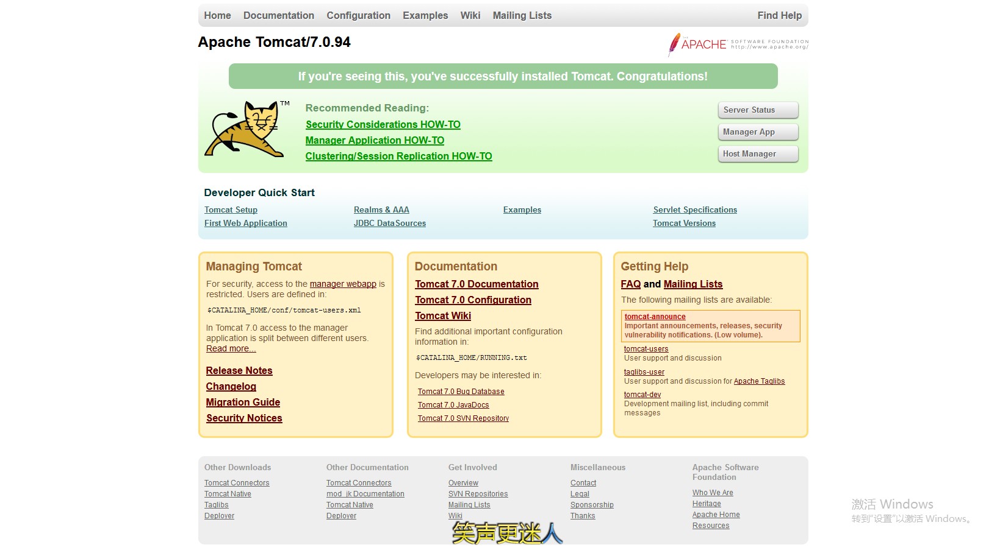 Home Documentation Configuration Examples Wiki Mailing Lists Find Help
Apache Tomcat/7.0.94
THE APACHE® SOFTWARE FOUNDATION
http://www.apache.org/
If you're seeing this, you've successfully installed Tomcat. Congratulations!
TM
Recommended Reading:
Security Considerations HOW-TO
Manager Application HOW-TO
Clustering/Session Replication HOW-TO
Server Status
Manager App
Host Manager
Developer Quick Start
Tomcat Setup
First Web Application
Realms & AAA
JDBC DataSources
Examples
Servlet Specifications
Tomcat Versions
Managing Tomcat
For security, access to the manager webapp is
restricted. Users are defined in:
$CATALINA_HOME/conf/tomcat-users.xml
In Tomcat 7.0 access to the manager
application is split between different users.
Read more...
Release Notes
Changelog
Migration Guide
Security Notices
Documentation
Tomcat 7.0 Documentation
Tomcat 7.0 Configuration
Tomcat Wiki
Find additional important configuration
information in:
$CATALINA_HOME/RUNNING.txt
Developers may be interested in:
Tomcat 7.0 Bug Database
Tomcat 7.0 JavaDocs
Tomcat 7.0 SVN Repository
Getting Help
FAQ and Mailing Lists
The following mailing lists are available:
tomcat-announce
Important announcements, releases, security
vulnerability notifications. (Low volume).
tomcat-users
User support and discussion
taglibs-user
User support and discussion for Apache Taglibs
tomcat-dev
Development mailing list, including commit
messages
Other Downloads
Tomcat Connectors
Tomcat Native
Taglibs
Deployer
Other Documentation
Tomcat Connectors
mod_jk Documentation
Tomcat Native
Deployer
Get Involved
Overview
SVN Repositories
Mailing Lists
Wiki
Miscellaneous
Contact
Legal
Sponsorship
Thanks
Apache Software
Foundation
Who We Are
Heritage
Apache Home
Resources
笑声更迷人
激活 Windows
转到"设置"以激活 Windows。